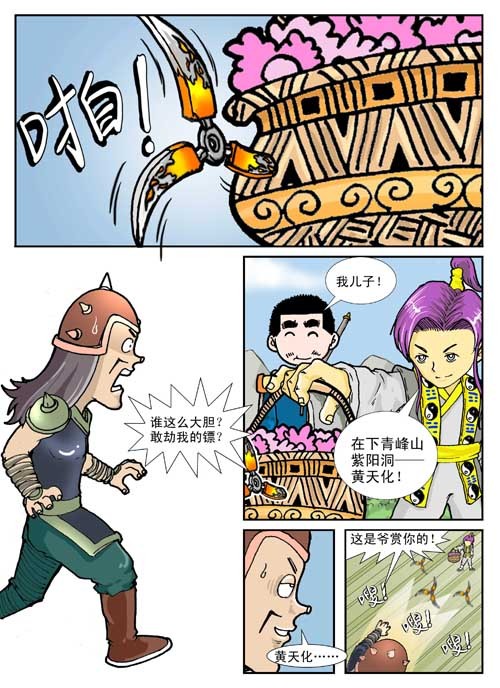 啪！
谁这么大胆？
敢劫我的镖？
我儿子！
在下青峰山
紫阳洞——
黄天化！
黄天化……
这是爷赏你的！
嗖！
嗖！
嗖！